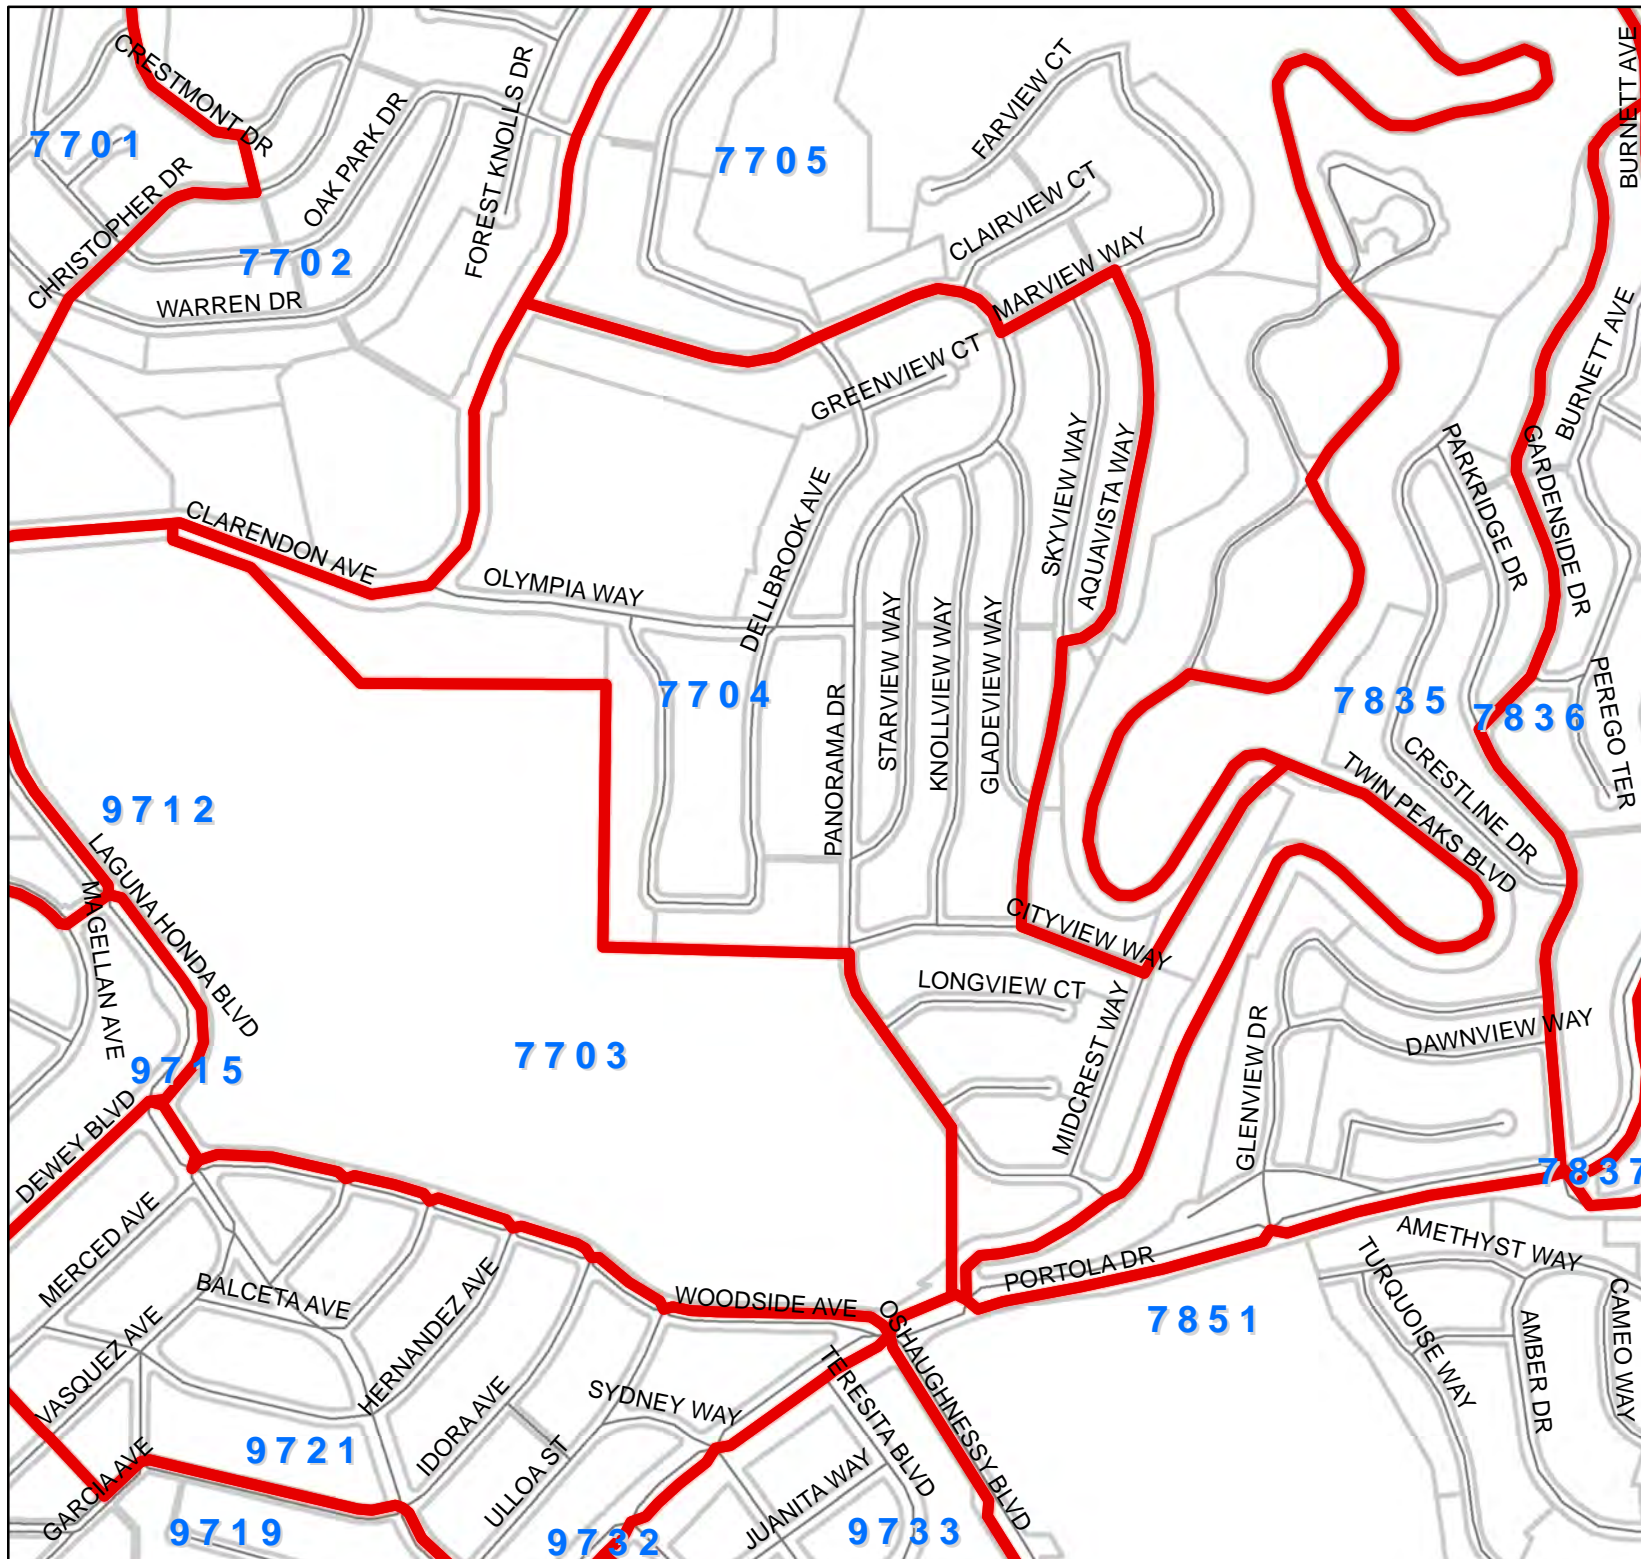 BURNETT AVE
CRESTMONT DR
FARVIEW CT
FOREST KNOLLS DR
OAK PARK DR
7701
7705
CHRISTOPHER DR
CLAIRVIEW CT
7702
MARVIEW WAY
WARREN DR
BURNETT AVE
GREENVIEW CT
SKYVIEW WAY
AQUAVISTA WAY
PARKRIDGE DR
GARDENSIDE DR
CLARENDON AVE
DELLBROOK AVE
OLYMPIA WAY
STARVIEW WAY
KNOLLVIEW WAY
GLADEVIEW WAY
7704
PANORAMA DR
7835
7836
PEREGO TER
CRESTLINE DR
TWIN PEAKS BLVD
9712
LAGUNA HONDA BLVD
MAGELLAN AVE
CITYVIEW WAY
LONGVIEW CT
MIDCREST WAY
GLENVIEW DR
DAWNVIEW WAY
7703
9715
DEWEY BLVD
7837
MERCED AVE
AMETHYST WAY
PORTOLA DR
BALCETA AVE
HERNANDEZ AVE
WOODSIDE AVE
OSHAUGHNESSY BLVD
7851
TURQUOISE WAY
AMBER DR
CAMEO WAY
VASQUEZ AVE
TERESITA BLVD
SYDNEY WAY
IDORA AVE
ULLOA ST
9721
GARCIA AVE
JUANITA WAY
9719
9732
9733